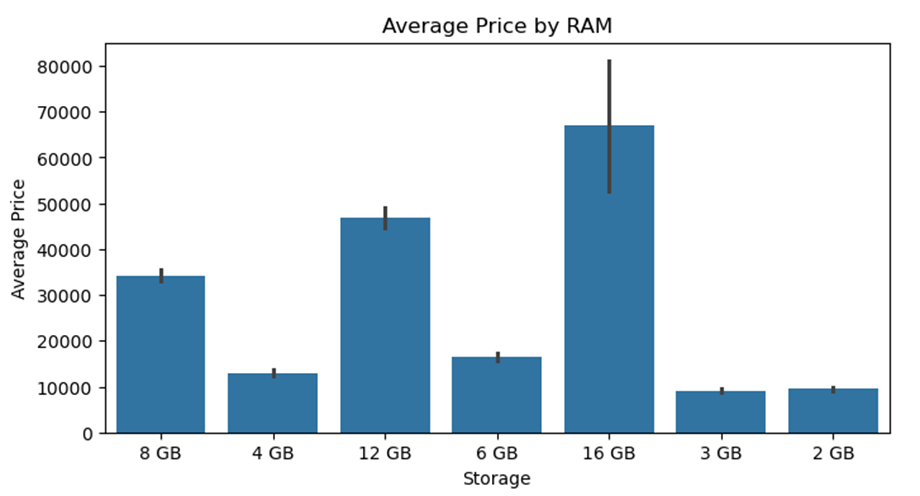 Average Price by RAM
80000
70000
60000
50000
40000
30000
20000
10000
0
Average Price
8 GB 4 GB 12 GB 6 GB 16 GB 3 GB 2 GB
Storage